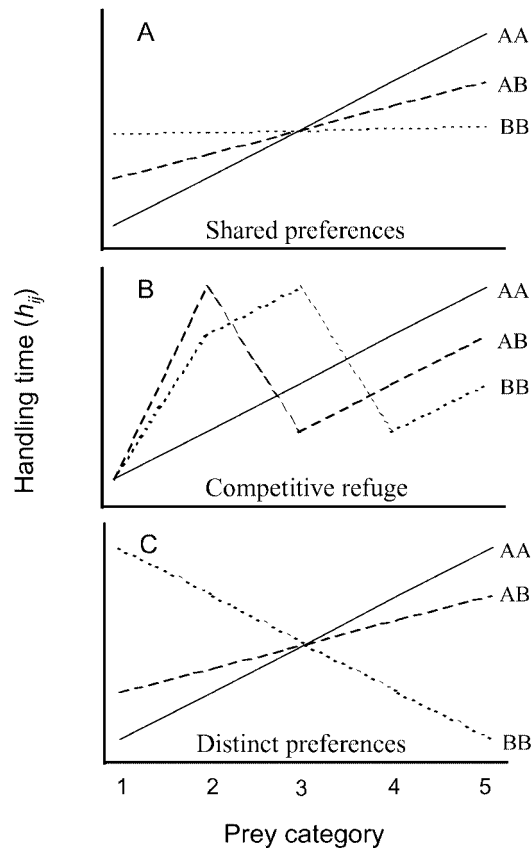 A
AA
AB
BB
Shared preferences
B
AA
AB
BB
Competitive refuge
C
AA
AB
BB
Distinct preferences
1 2 3 4 5
Prey category
Handling time (hij)